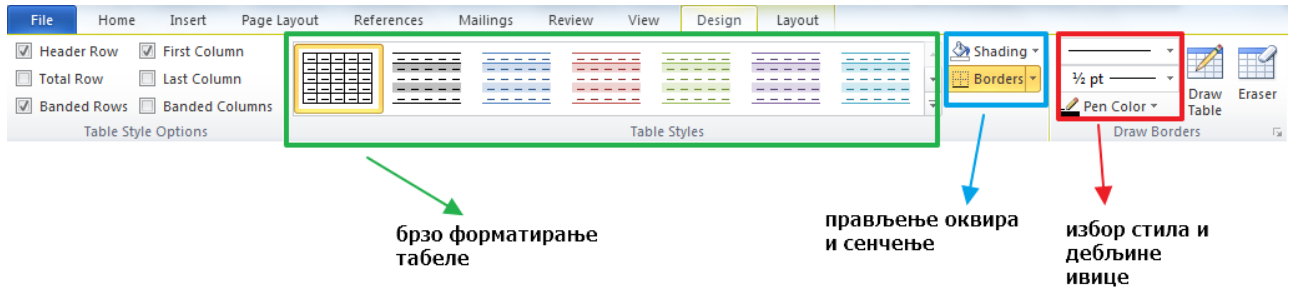 File Home Insert Page Layout References Mailings Review View Design Layout
Header Row First Column
Total Row Last Column
Banded Rows Banded Columns
Table Style Options
Table Styles
Shading
Borders
½ pt
Pen Color
Draw
Table
Eraser
Draw Borders
брзо форматирање
табеле
прављење оквира
и сенчење
избор стила и
дебљине
ивице